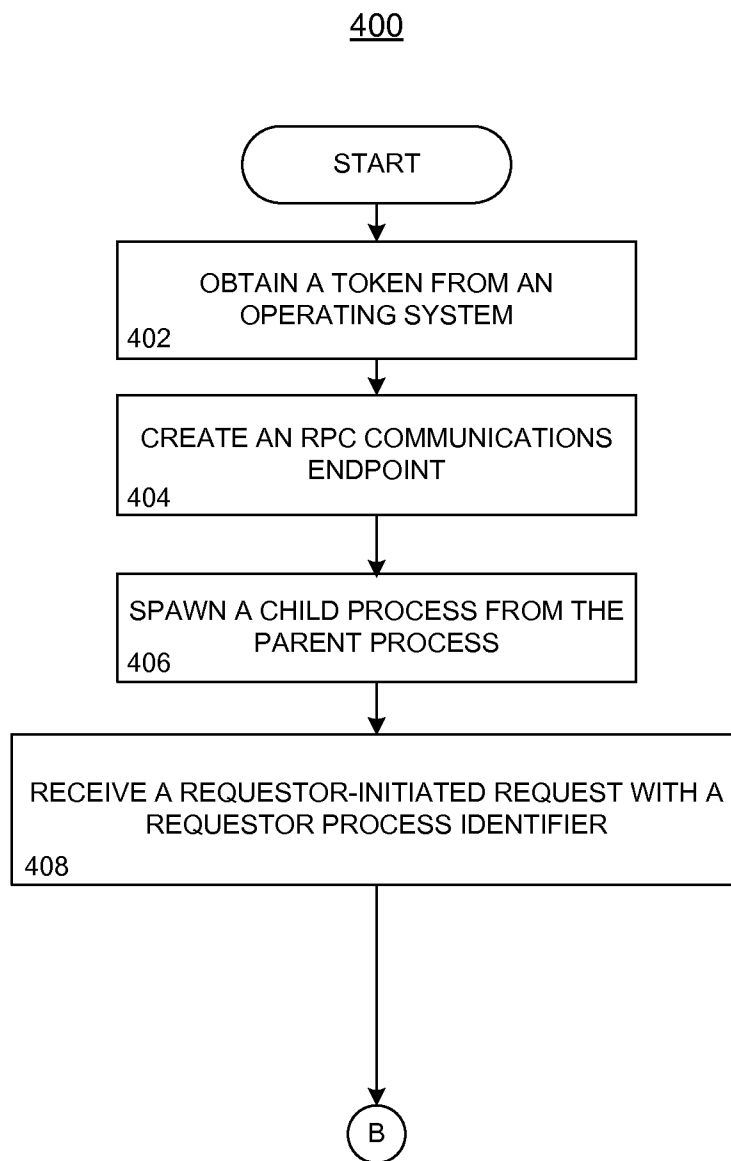 400
START
OBTAIN A TOKEN FROM AN
OPERATING SYSTEM
402
CREATE AN RPC COMMUNICATIONS
ENDPOINT
404
SPAWN A CHILD PROCESS FROM THE
PARENT PROCESS
406
RECEIVE A REQUESTOR-INITIATED REQUEST WITH A
REQUESTOR PROCESS IDENTIFIER
408
B